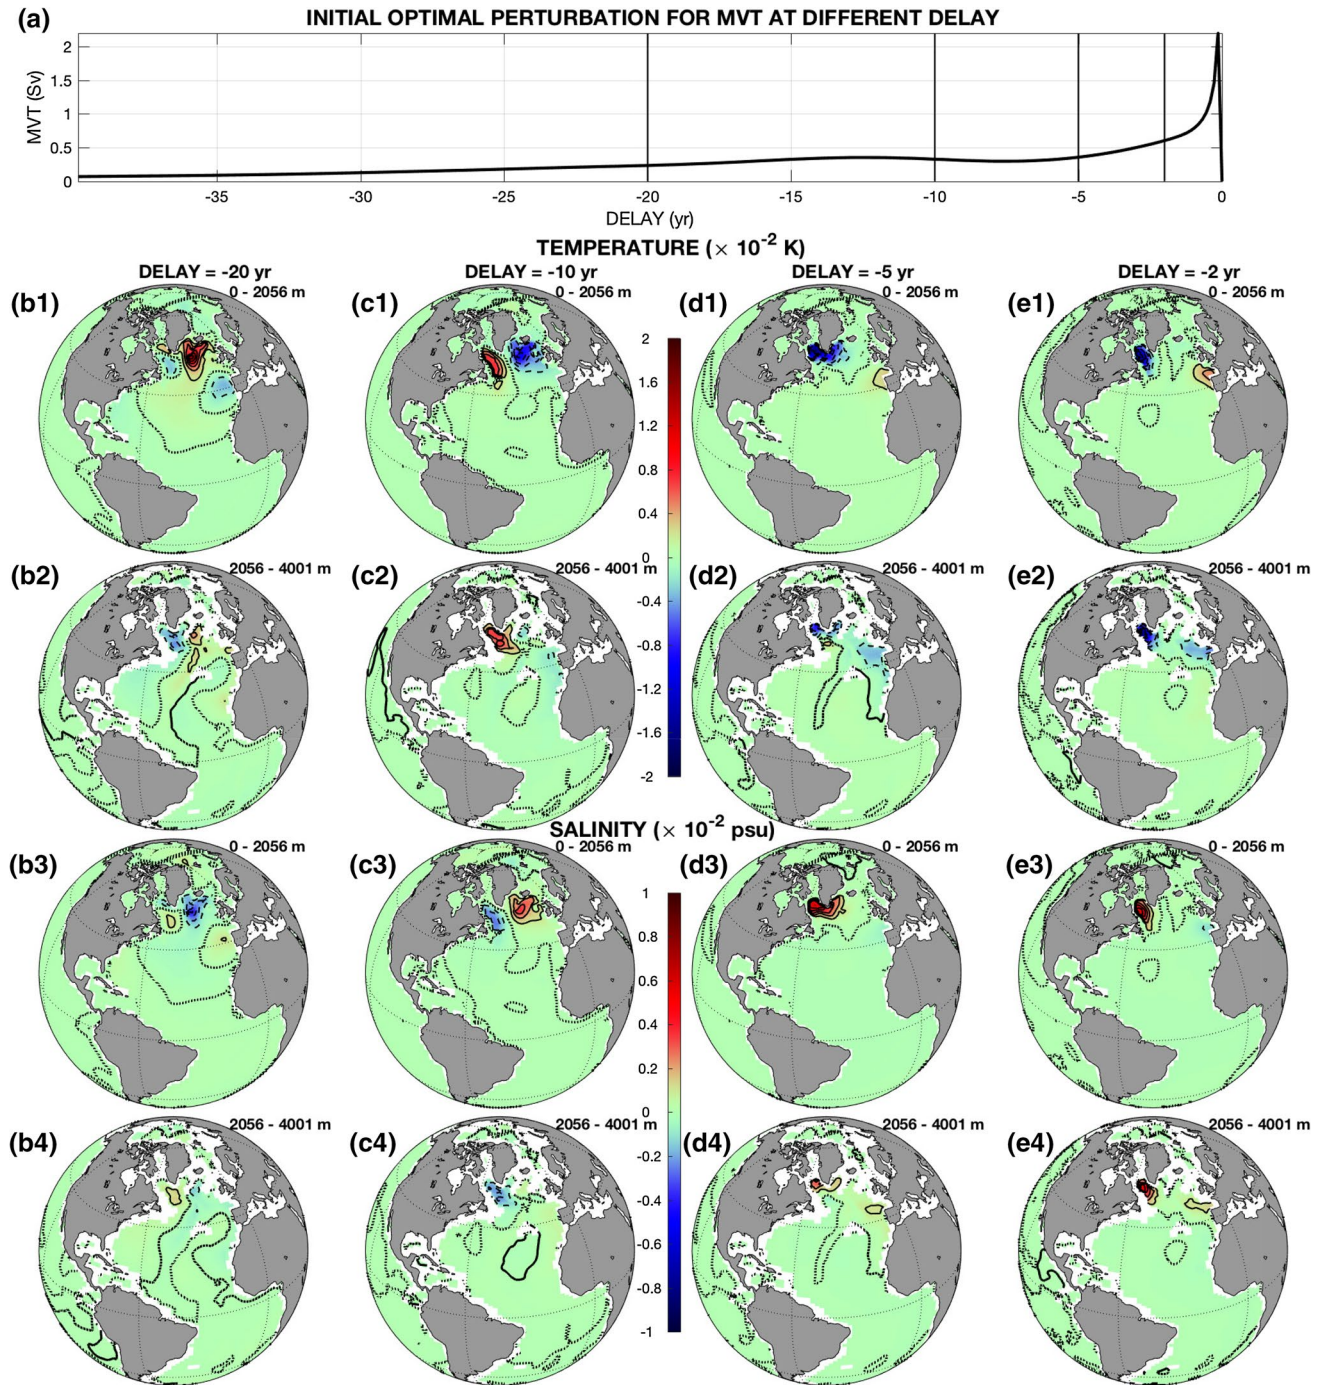 (a)
INITIAL OPTIMAL PERTURBATION FOR MVT AT DIFFERENT DELAY
MVT (Sv)
2
1.5
1
0.5
0
-35 -30 -25 -20 -15 -10 -5 0
DELAY (yr)
TEMPERATURE (× 10⁻² K)
DELAY = -20 yr DELAY = -10 yr DELAY = -5 yr DELAY = -2 yr
(b1) 0 - 2056 m (c1) 0 - 2056 m (d1) 0 - 2056 m (e1) 0 - 2056 m
2
1.6
1.2
0.8
0.4
0
-0.4
-0.8
-1.2
-1.6
-2
(b2) 2056 - 4001 m (c2) 2056 - 4001 m (d2) 2056 - 4001 m (e2) 2056 - 4001 m
SALINITY (× 10⁻² psu)
(b3) 0 - 2056 m (c3) 0 - 2056 m (d3) 0 - 2056 m (e3) 0 - 2056 m
1
0.8
0.6
0.4
0.2
0
-0.2
-0.4
-0.6
-0.8
-1
(b4) 2056 - 4001 m (c4) 2056 - 4001 m (d4) 2056 - 4001 m (e4) 2056 - 4001 m